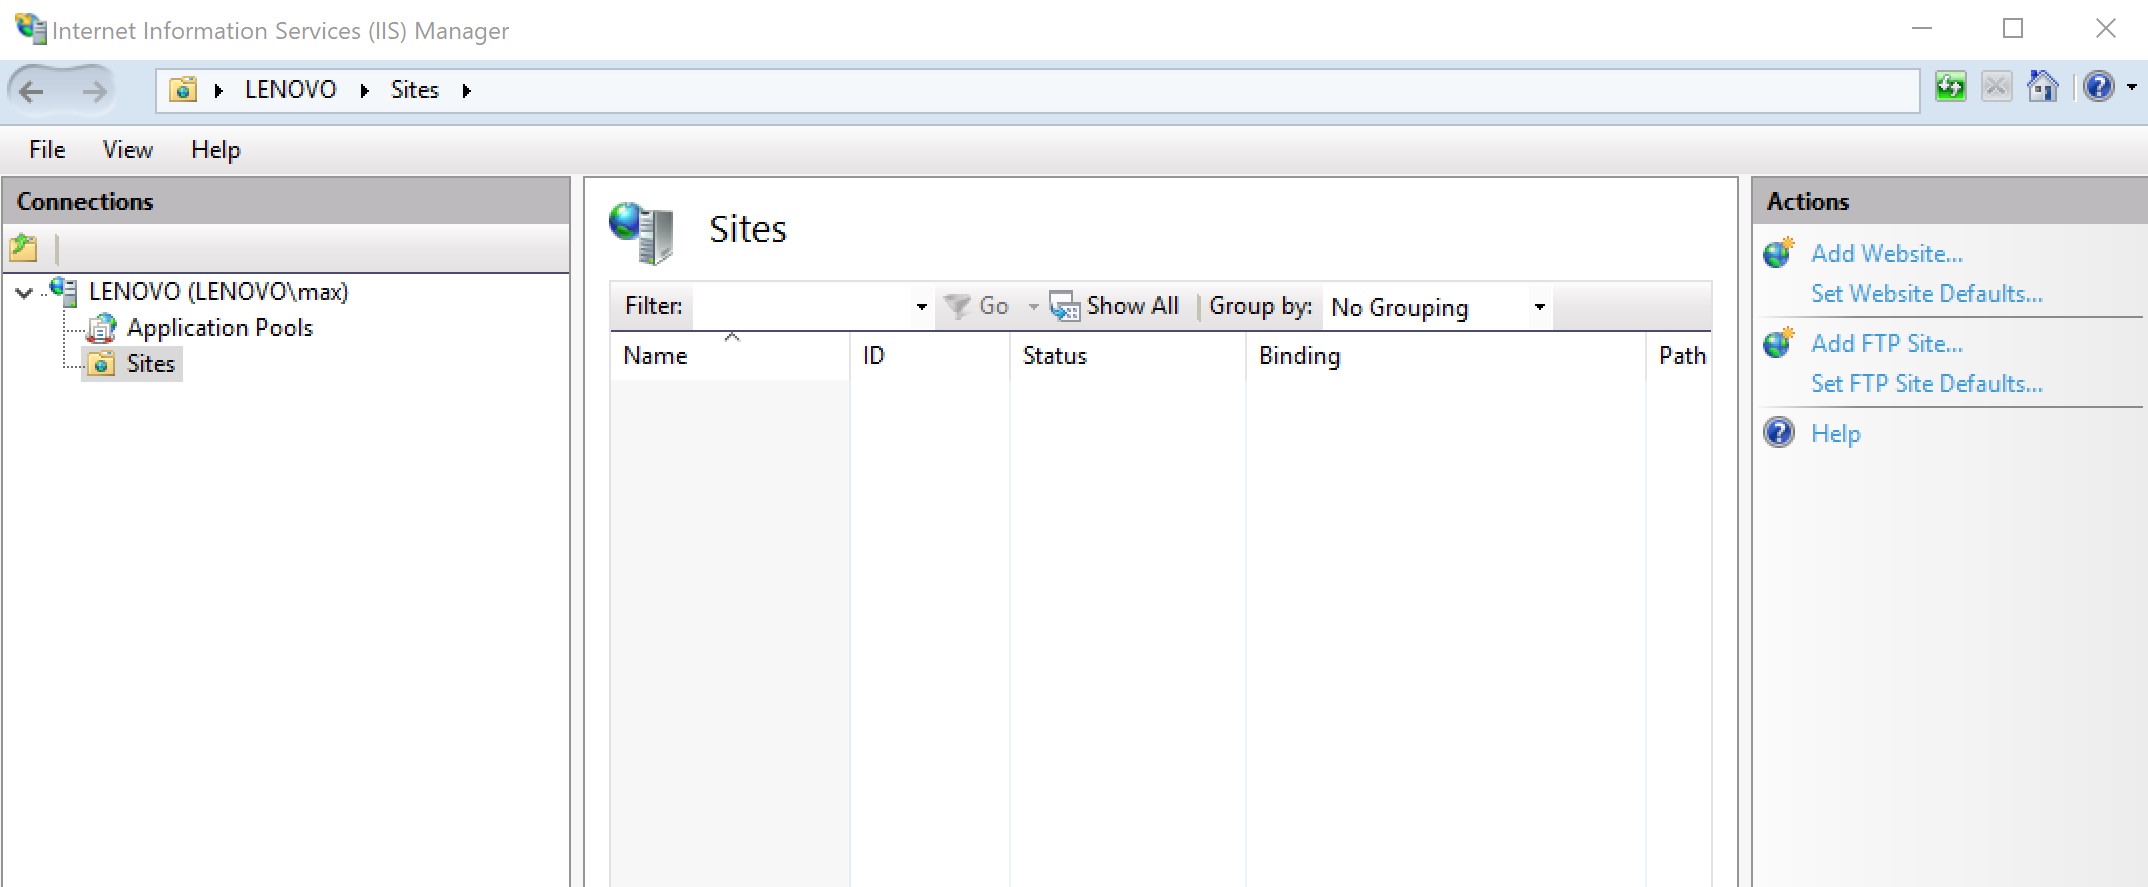 Internet Information Services (IIS) Manager
LENOVO Sites
File View Help
Connections
LENOVO (LENOVO\max)
Application Pools
Sites
Sites
Filter: Go Show All Group by: No Grouping
Name ID Status Binding Path
Actions
Add Website...
Set Website Defaults...
Add FTP Site...
Set FTP Site Defaults...
Help